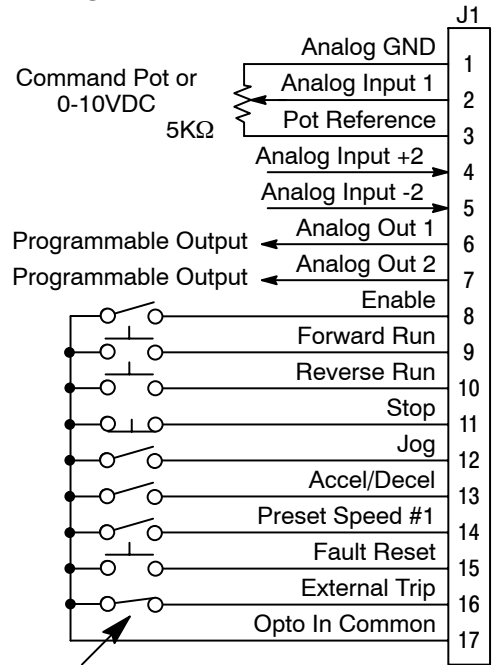 J1
Analog GND 1
Command Pot or
0-10VDC
Analog Input 1 2
5KΩ
Pot Reference 3
Analog Input +2 4
Analog Input -2 5
Programmable Output Analog Out 1 6
Programmable Output Analog Out 2 7
Enable 8
Forward Run 9
Reverse Run 10
Stop 11
Jog 12
Accel/Decel 13
Preset Speed #1 14
Fault Reset 15
External Trip 16
Opto In Common 17